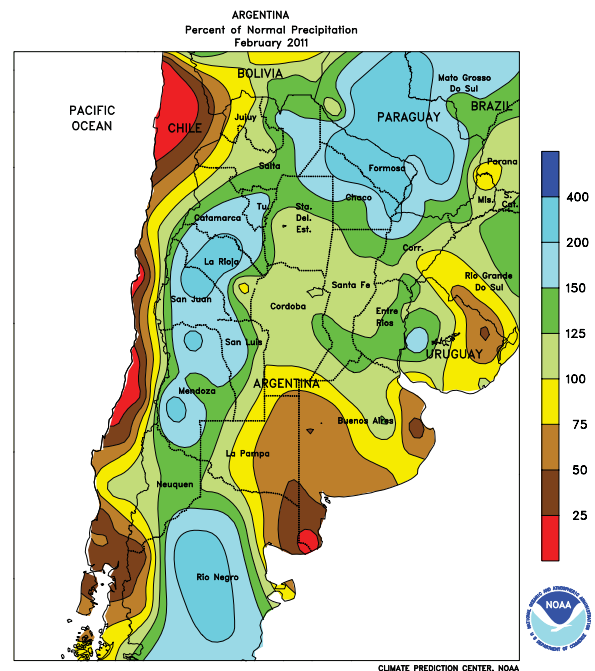 ARGENTINA
Percent of Normal Precipitation
February 2011
BOLIVIA
Mato Grosso
Do Sul
PACIFIC
OCEAN
BRAZIL
Jujuy
PARAGUAY
CHILE
Parana
Salta
Formosa
Chaco
Mis.
S.
Cat.
Tu.
Sta.
Del.
Est.
Catamarca
Corr.
La Rioja
Rio Grande
Do Sul
Santa Fe
San Juan
Cordoba
Entre
Rios
San Luis
URUGUAY
ARGENTINA
Mendoza
Buenos Aires
La Pampa
Neuquen
Rio Negro
400
200
150
125
100
75
50
25
NOAA
CLIMATE PREDICTION CENTER, NOAA